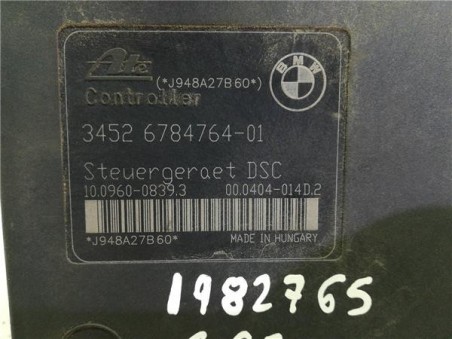 Ate (*J948A27B60*) BMW
Controller
3452 6784764-01
Steuergeraet DSC
10.0960-0839.3 00.0404-014D.2
*J948A27B60* MADE IN HUNGARY
1982765